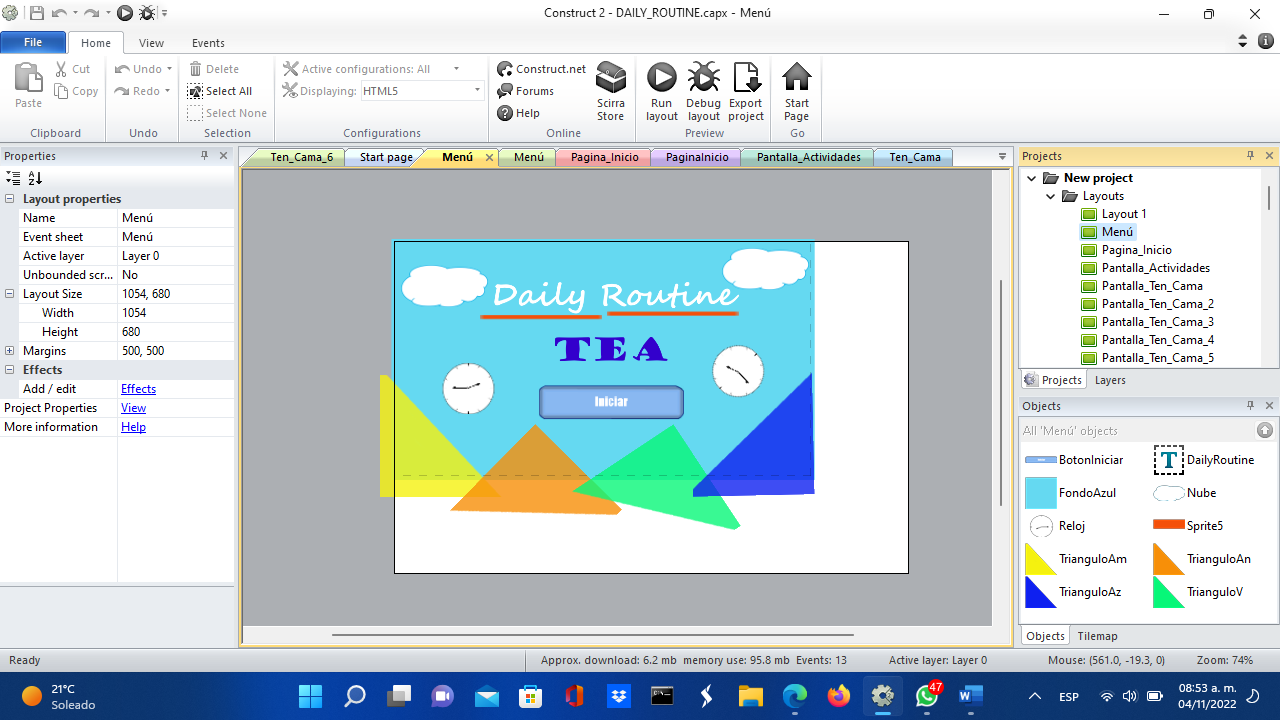 Construct 2 - DAILY_ROUTINE.capx - Menú
File Home View Events
Paste Cut Copy
Clipboard
Undo Redo
Undo
Delete
Select All
Select None
Selection
Active configurations: All
Displaying: HTML5
Configurations
Construct.net
Forums
Help
Scirra Store
Online
Run layout Debug layout Export project
Preview
Start Page
Go
Properties
Layout properties
Name Menú
Event sheet Menú
Active layer Layer 0
Unbounded scr... No
Layout Size 1054, 680
Width 1054
Height 680
Margins 500, 500
Effects
Add / edit Effects
Project Properties View
More information Help
Ten_Cama_6 Start page Menú Menú Pagina_Inicio PaginaInicio Pantalla_Actividades Ten_Cama
Daily Routine
TEA
Iniciar
Projects
New project
Layouts
Layout 1
Menú
Pagina_Inicio
Pantalla_Actividades
Pantalla_Ten_Cama
Pantalla_Ten_Cama_2
Pantalla_Ten_Cama_3
Pantalla_Ten_Cama_4
Pantalla_Ten_Cama_5
Projects Layers
Objects
All 'Menú' objects
BotonIniciar T DailyRoutine
FondoAzul Nube
Reloj Sprite5
TrianguloAm TrianguloAn
TrianguloAz TrianguloV
Objects Tilemap
Ready Approx. download: 6.2 mb memory use: 95.8 mb Events: 13 Active layer: Layer 0 Mouse: (561.0, -19.3, 0) Zoom: 74%
21°C
Soleado
47
ESP
08:53 a. m.
04/11/2022